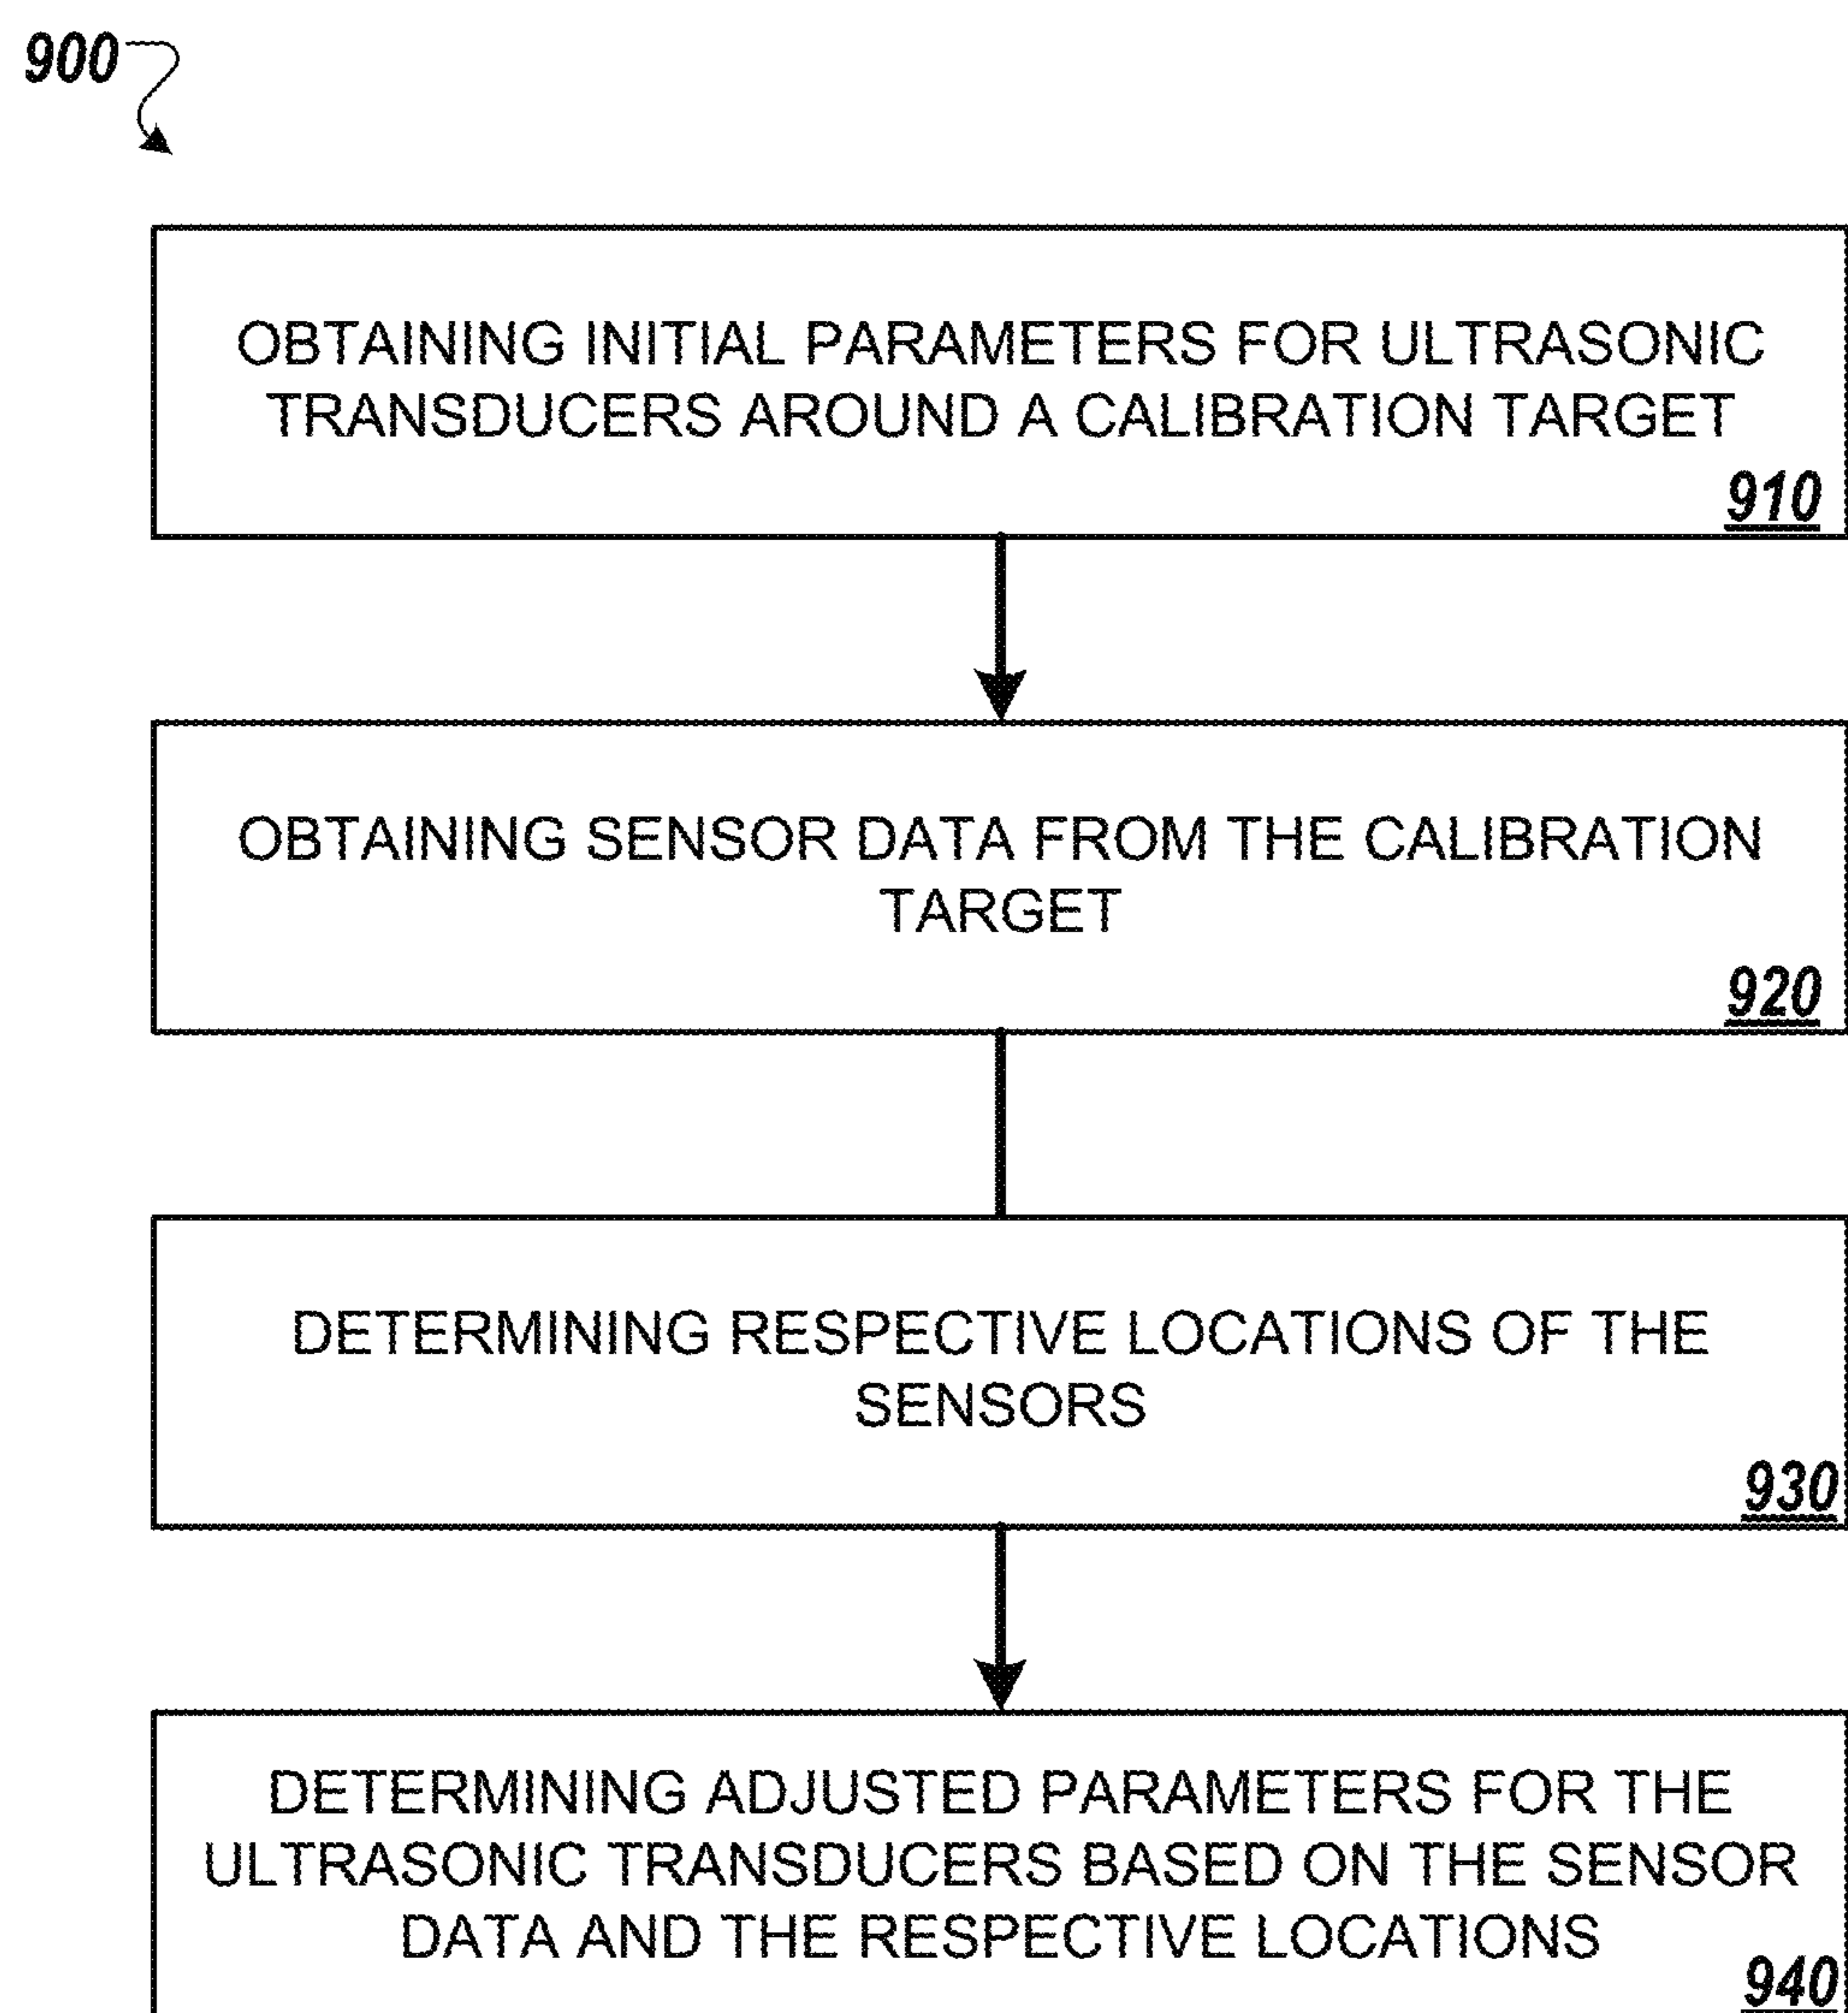 900
OBTAINING INITIAL PARAMETERS FOR ULTRASONIC
TRANSDUCERS AROUND A CALIBRATION TARGET
910
OBTAINING SENSOR DATA FROM THE CALIBRATION
TARGET
920
DETERMINING RESPECTIVE LOCATIONS OF THE
SENSORS
930
DETERMINING ADJUSTED PARAMETERS FOR THE
ULTRASONIC TRANSDUCERS BASED ON THE SENSOR
DATA AND THE RESPECTIVE LOCATIONS
940